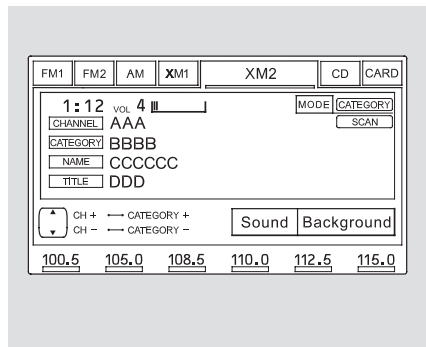 FM1 FM2 AM XM1 XM2 CD CARD
1:12 VOL 4 MODE CATEGORY
CHANNEL AAA SCAN
CATEGORY BBBB
NAME CCCCCC
TITLE DDD
CH + CATEGORY + Sound Background
CH − CATEGORY −
100.5 105.0 108.5 110.0 112.5 115.0